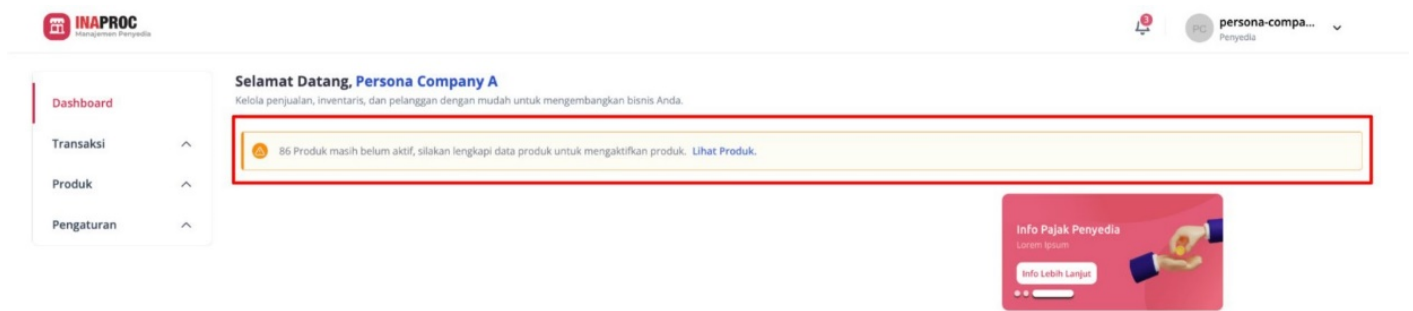 INAPROC
Manajemen Penyedia
3
PC
persona-compa...
Penyedia
Dashboard
Transaksi
Produk
Pengaturan
Selamat Datang, Persona Company A
Kelola penjualan, inventaris, dan pelanggan dengan mudah untuk mengembangkan bisnis Anda.
86 Produk masih belum aktif, silakan lengkapi data produk untuk mengaktifkan produk. Lihat Produk.
Info Pajak Penyedia
Lorem Ipsum
Info Lebih Lanjut